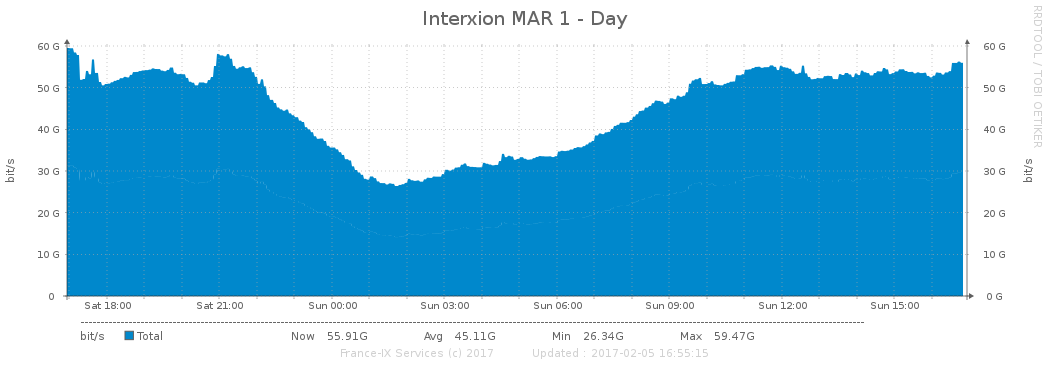 Interxion MAR 1 - Day
RRDTOOL / TOBI OETIKER
60 G 60 G
50 G 50 G
40 G 40 G
30 G 30 G
20 G 20 G
10 G 10 G
0 0 G
bit/s bit/s
Sat 18:00 Sat 21:00 Sun 00:00 Sun 03:00 Sun 06:00 Sun 09:00 Sun 12:00 Sun 15:00
bit/s Total Now 55.91G Avg 45.11G Min 26.34G Max 59.47G
France-IX Services (c) 2017 Updated : 2017-02-05 16:55:15